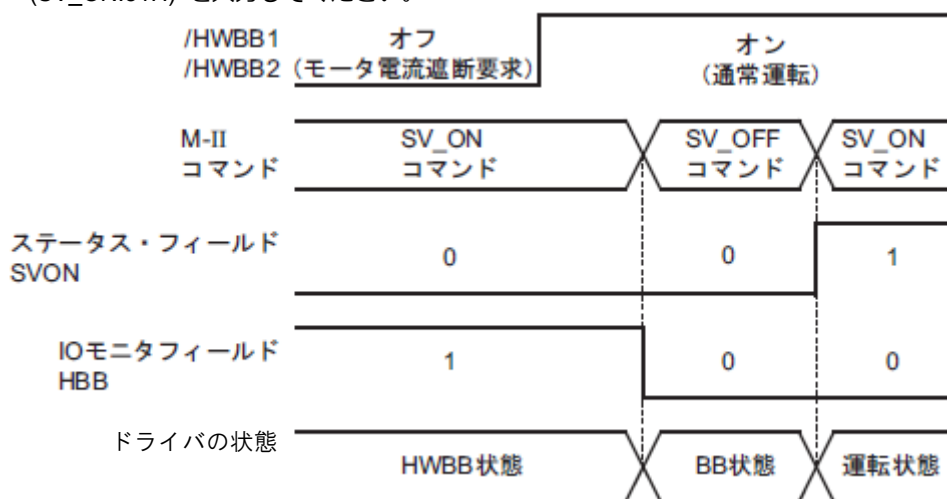 /HWBB1 オフ オン
/HWBB2 (モータ電流遮断要求) (通常運転)
M-II SV_ON SV_OFF SV_ON
コマンド コマンド コマンド コマンド
ステータス・フィールド
SVON 0 0 1
IOモニタフィールド
HBB 1 0 0
ドライバの状態 HWBB状態 BB状態 運転状態